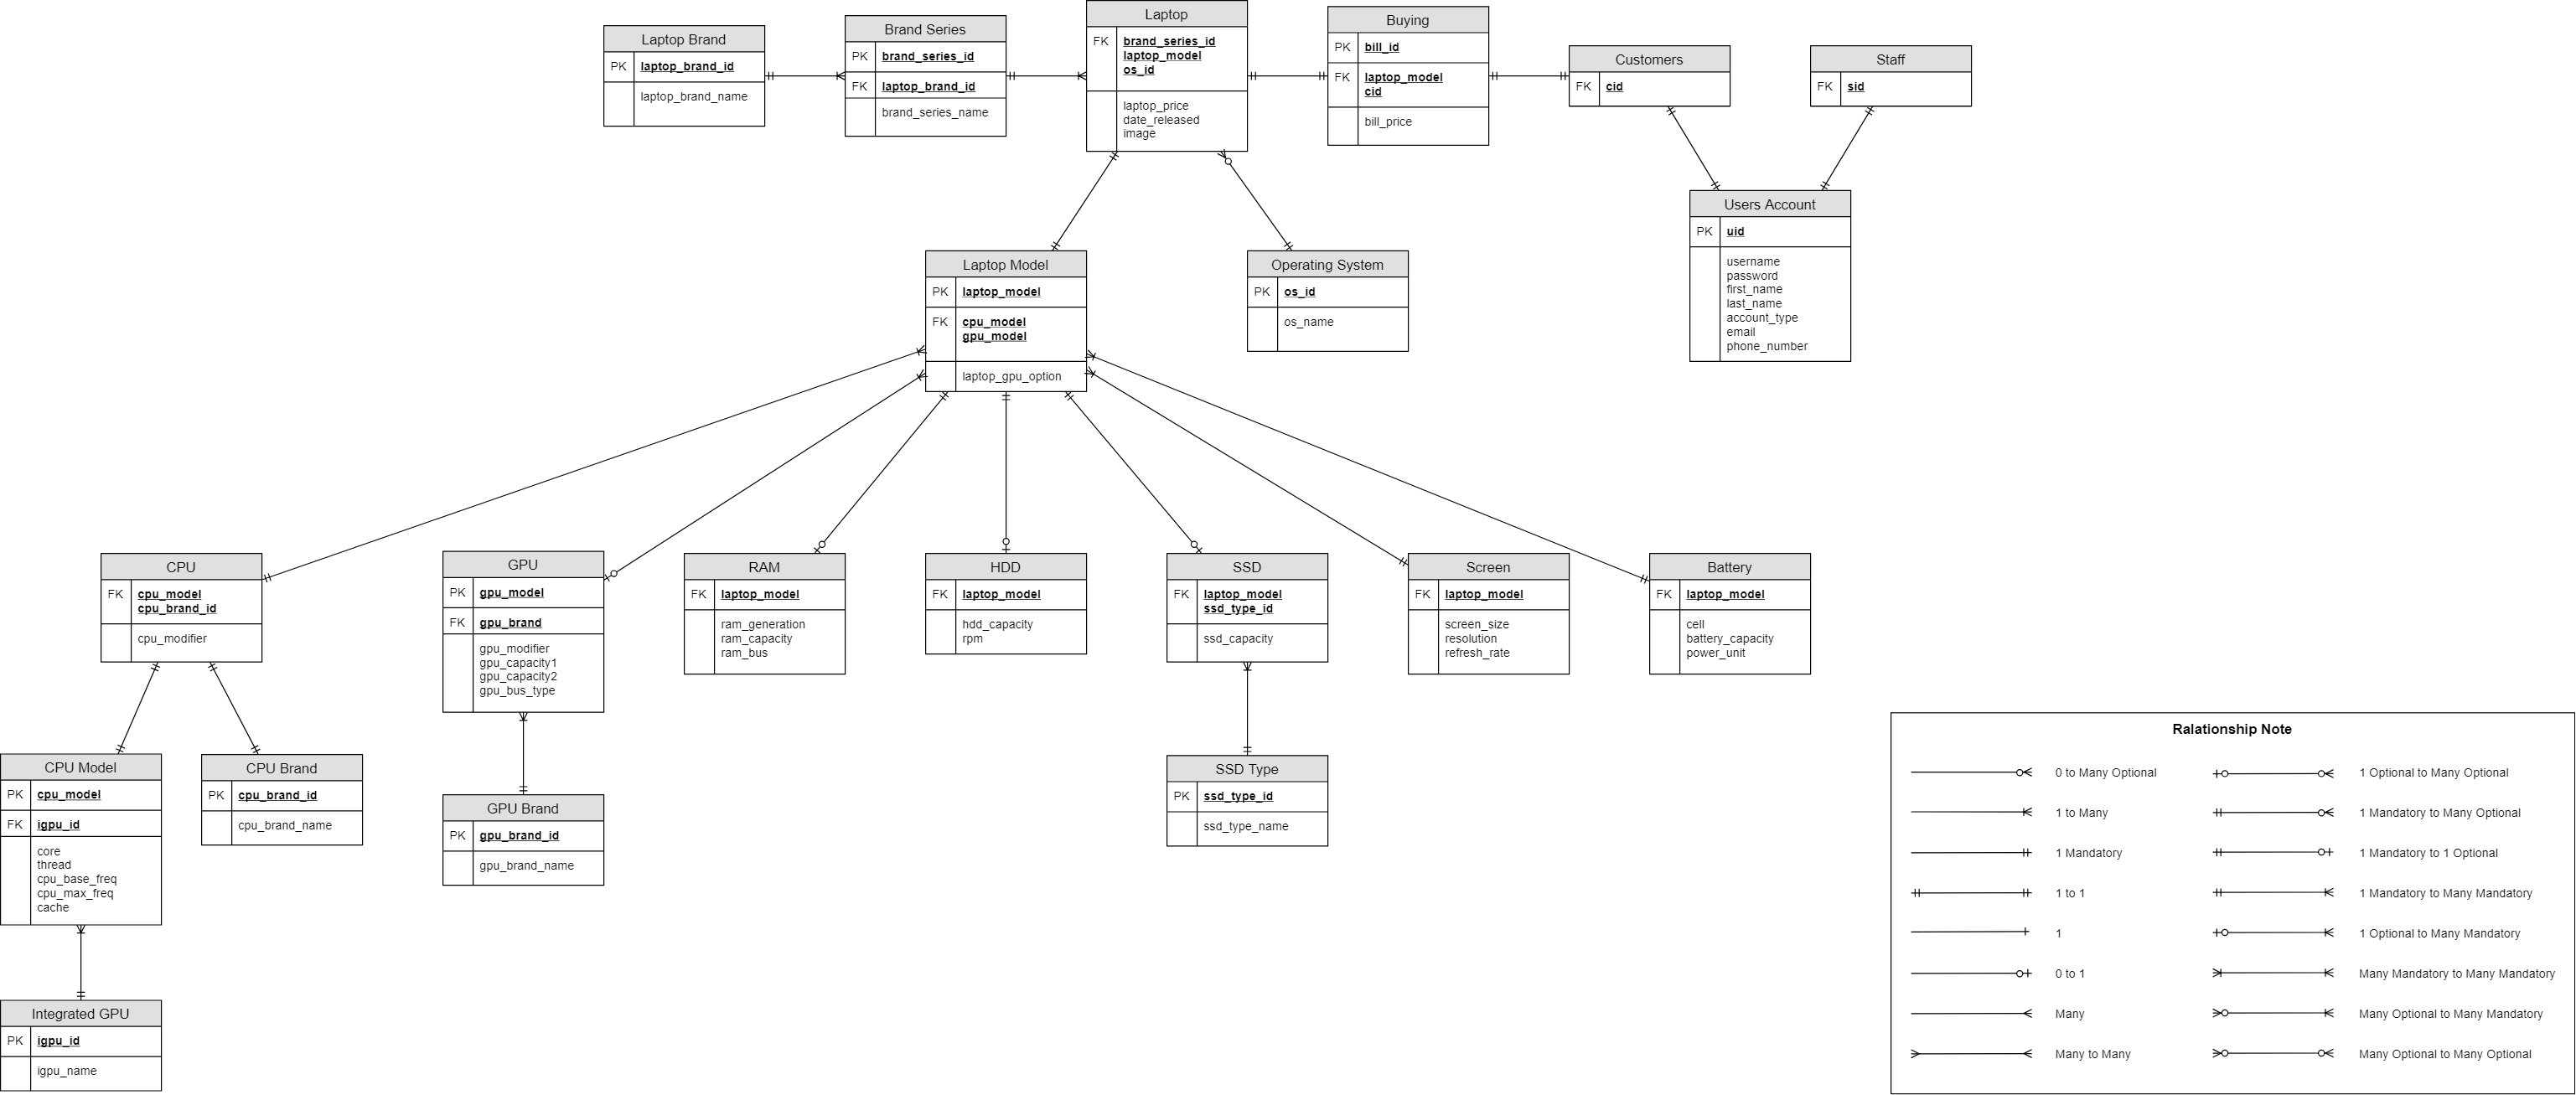 Laptop Brand
PK laptop_brand_id
laptop_brand_name
Brand Series
PK brand_series_id
FK laptop_brand_id
brand_series_name
Laptop
FK brand_series_id
laptop_model
os_id
laptop_price
date_released
image
Buying
PK bill_id
FK laptop_model
cid
bill_price
Customers
FK cid
Staff
FK sid
Users Account
PK uid
username
password
first_name
last_name
account_type
email
phone_number
Laptop Model
PK laptop_model
FK cpu_model
gpu_model
laptop_gpu_option
Operating System
PK os_id
os_name
CPU
FK cpu_model
cpu_brand_id
cpu_modifier
GPU
PK gpu_model
FK gpu_brand
gpu_modifier
gpu_capacity1
gpu_capacity2
gpu_bus_type
RAM
FK laptop_model
ram_generation
ram_capacity
ram_bus
HDD
FK laptop_model
hdd_capacity
rpm
SSD
FK laptop_model
ssd_type_id
ssd_capacity
Screen
FK laptop_model
screen_size
resolution
refresh_rate
Battery
FK laptop_model
cell
battery_capacity
power_unit
CPU Model
PK cpu_model
FK igpu_id
core
thread
cpu_base_freq
cpu_max_freq
cache
CPU Brand
PK cpu_brand_id
cpu_brand_name
GPU Brand
PK gpu_brand_id
gpu_brand_name
SSD Type
PK ssd_type_id
ssd_type_name
Integrated GPU
PK igpu_id
igpu_name
Ralationship Note
0 to Many Optional
1 to Many
1 Mandatory
1 to 1
1
0 to 1
Many
Many to Many
1 Optional to Many Optional
1 Mandatory to Many Optional
1 Mandatory to 1 Optional
1 Mandatory to Many Mandatory
1 Optional to Many Mandatory
Many Mandatory to Many Mandatory
Many Optional to Many Mandatory
Many Optional to Many Optional